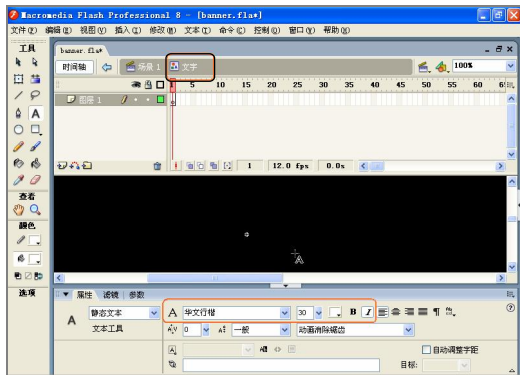 Macromedia Flash Professional 8 - [banner.fla*]
文件(F) 编辑(E) 视图(V) 插入(I) 修改(M) 文本(T) 命令(C) 控制(O) 窗口(W) 帮助(H)
工具
banner.fla*
时间轴 场景 1 文字 100%
1 5 10 15 20 25 30 35 40 45 50 55 60 6
图层 1
1 12.0 fps 0.0s
查看
颜色
选项
属性 滤镜 参数
A 静态文本 A 华文行楷 30 B I
文本工具 A|V 0 一般 动画消除锯齿
自动调整字距
目标: